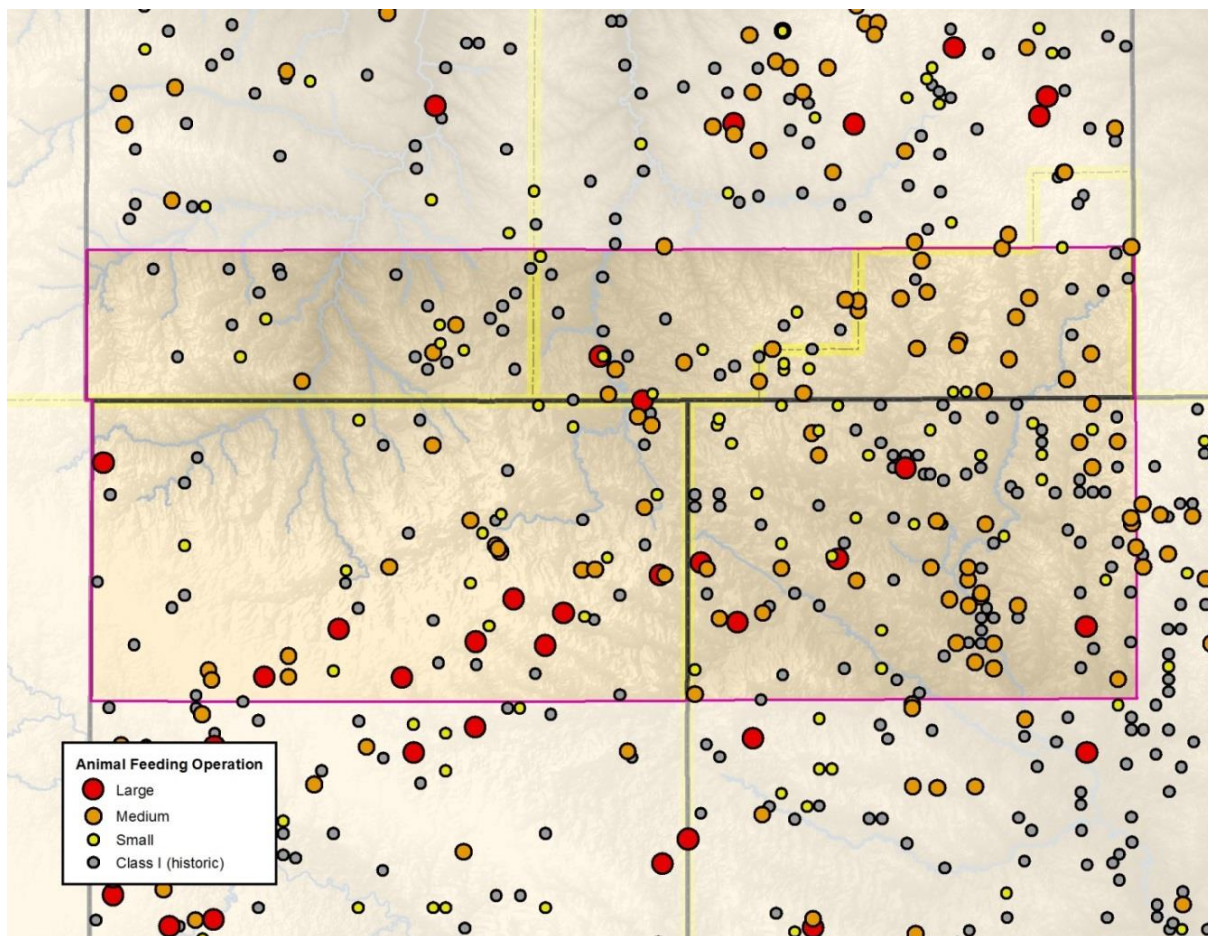 Animal Feeding Operation
Large
Medium
Small
Class I (historic)